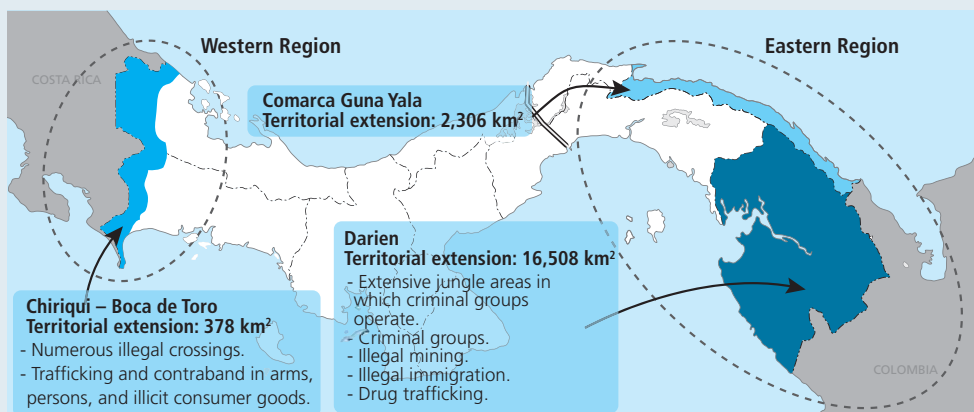 Western Region
Eastern Region
COSTA RICA
Comarca Guna Yala
Territorial extension: 2,306 km²
Darien
Territorial extension: 16,508 km²
- Extensive jungle areas in
which criminal groups
operate.
- Criminal groups.
- Illegal mining.
- Illegal immigration.
- Drug trafficking.
Chiriqui – Boca de Toro
Territorial extension: 378 km²
- Numerous illegal crossings.
- Trafficking and contraband in arms,
persons, and illicit consumer goods.
COLOMBIA